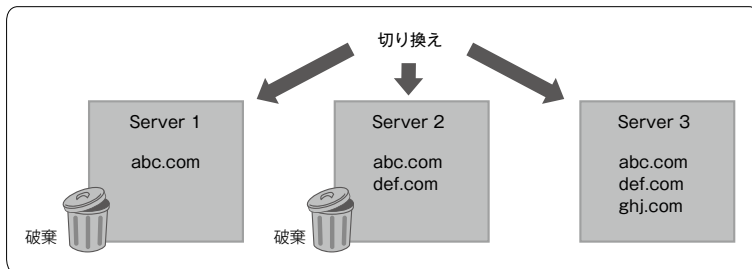 切り換え
Server 1
abc.com
破棄
Server 2
abc.com
def.com
破棄
Server 3
abc.com
def.com
ghj.com